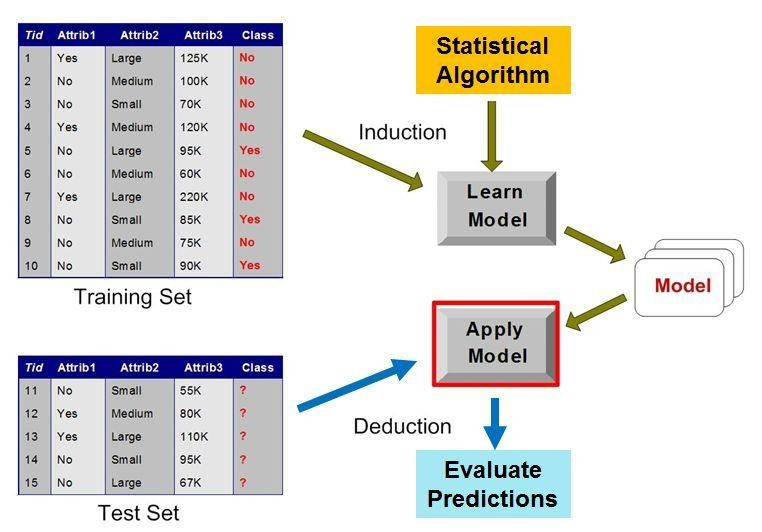 Tid Attrib1 Attrib2 Attrib3 Class
1 Yes Large 125K No
2 No Medium 100K No
3 No Small 70K No
4 Yes Medium 120K No
5 No Large 95K Yes
6 No Medium 60K No
7 Yes Large 220K No
8 No Small 85K Yes
9 No Medium 75K No
10 No Small 90K Yes
Training Set
Statistical
Algorithm
Induction
Learn
Model
Model
Apply
Model
Tid Attrib1 Attrib2 Attrib3 Class
11 No Small 55K ?
12 Yes Medium 80K ?
13 Yes Large 110K ?
14 No Small 95K ?
15 No Large 67K ?
Test Set
Deduction
Evaluate
Predictions